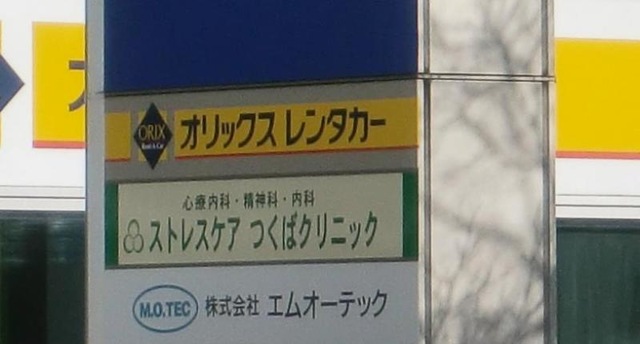 ORIX
Rent A Car
オリックス レンタカー
心療内科・精神科・内科
ストレスケア つくばクリニック
M.O.TEC 株式会社 エムオーテック